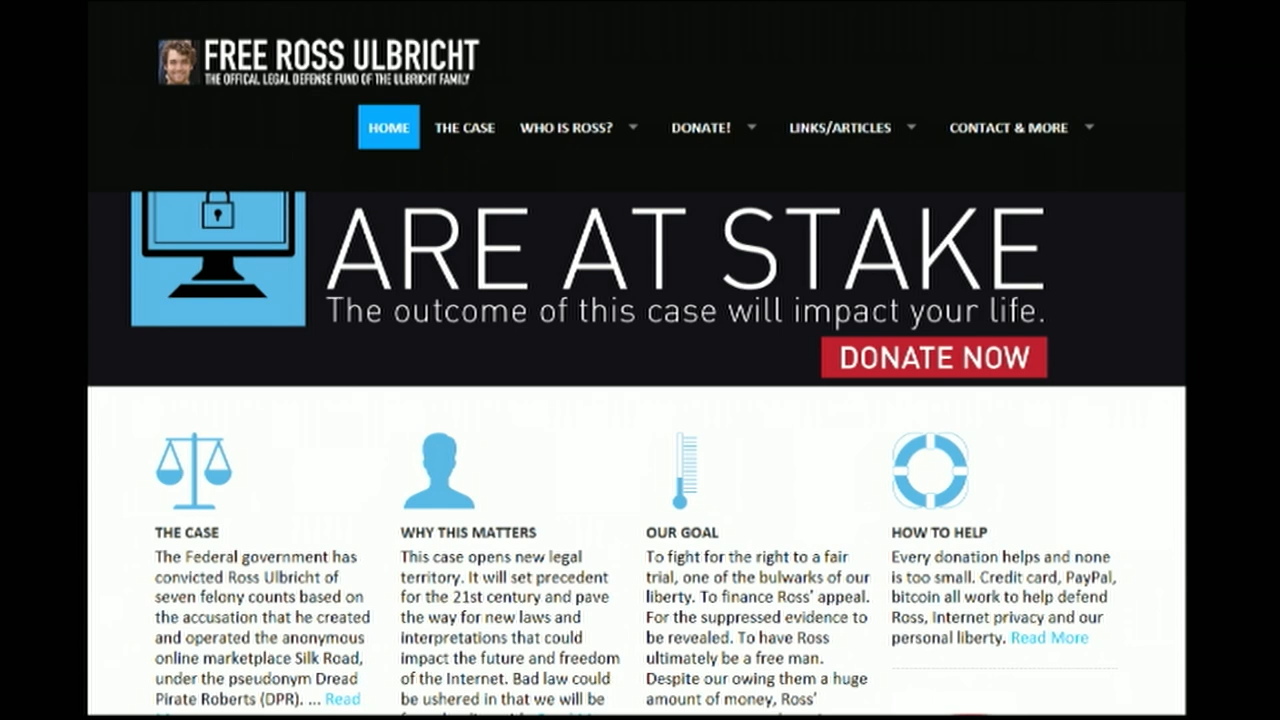 FREE ROSS ULBRICHT
THE OFFICAL LEGAL DEFENSE FUND OF THE ULBRICHT FAMILY
HOME THE CASE WHO IS ROSS? DONATE! LINKS/ARTICLES CONTACT & MORE
ARE AT STAKE
The outcome of this case will impact your life.
DONATE NOW
THE CASE
The Federal government has
convicted Ross Ulbricht of
seven felony counts based on
the accusation that he created
and operated the anonymous
online marketplace Silk Road,
under the pseudonym Dread
Pirate Roberts (DPR). ... Read
WHY THIS MATTERS
This case opens new legal
territory. It will set precedent
for the 21st century and pave
the way for new laws and
interpretations that could
impact the future and freedom
of the Internet. Bad law could
be ushered in that we will be
OUR GOAL
To fight for the right to a fair
trial, one of the bulwarks of our
liberty. To finance Ross' appeal.
For the suppressed evidence to
be revealed. To have Ross
ultimately be a free man.
Despite our owing them a huge
amount of money, Ross'
HOW TO HELP
Every donation helps and none
is too small. Credit card, PayPal,
bitcoin all work to help defend
Ross, Internet privacy and our
personal liberty. Read More